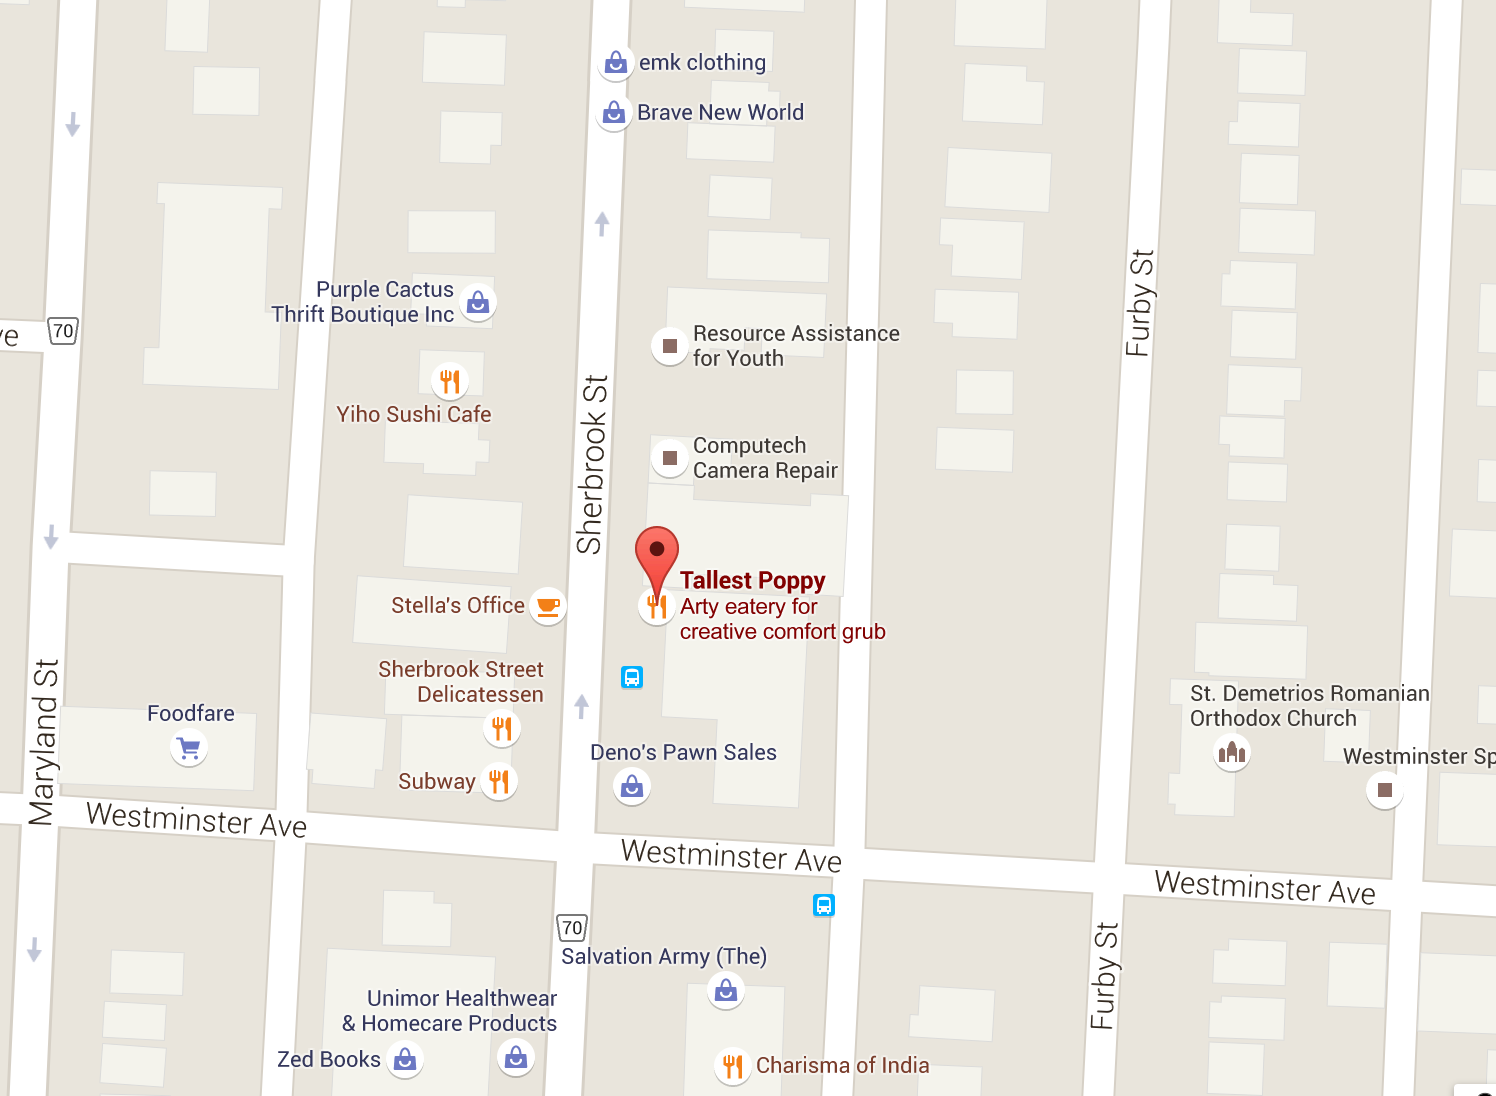 emk clothing
Brave New World
Purple Cactus
Thrift Boutique Inc
Furby St
70
Resource Assistance
for Youth
Yiho Sushi Cafe
Sherbrook St
Computech
Camera Repair
Tallest Poppy
Arty eatery for
creative comfort grub
Stella's Office
Sherbrook Street
Delicatessen
Maryland St
Foodfare
St. Demetrios Romanian
Orthodox Church
Deno's Pawn Sales
Westminster Sp
Subway
Westminster Ave
Westminster Ave
Westminster Ave
70
Salvation Army (The)
Furby St
Unimor Healthwear
& Homecare Products
Zed Books
Charisma of India